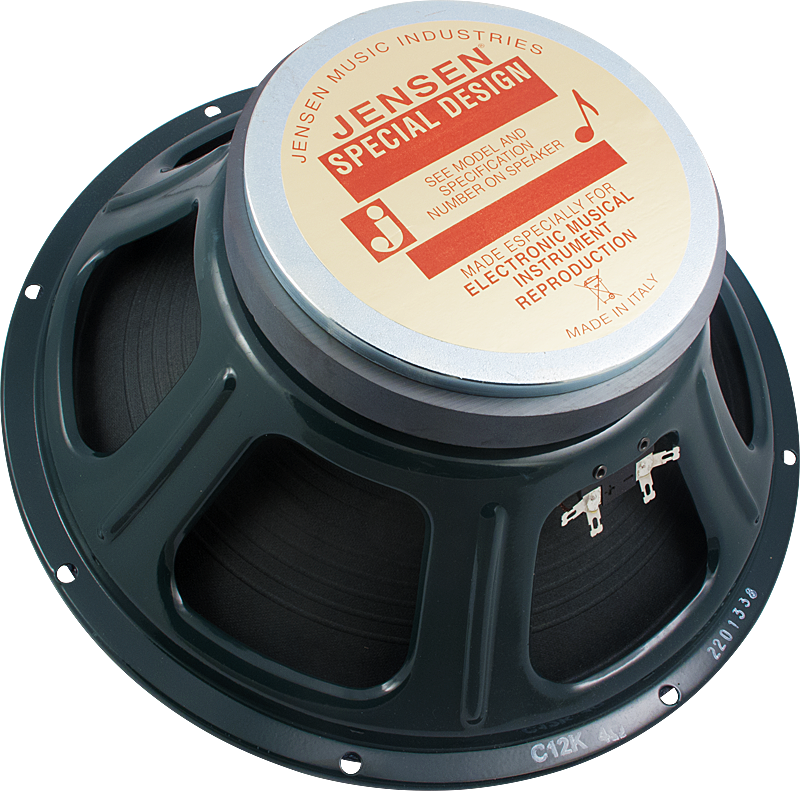 JENSEN MUSIC INDUSTRIES
JENSEN®
SPECIAL DESIGN
SEE MODEL AND
SPECIFICATION
NUMBER ON SPEAKER
j
MADE ESPECIALLY FOR
ELECTRONIC MUSICAL
INSTRUMENT
REPRODUCTION
MADE IN ITALY
+ -
2201338
C12K 4Ω